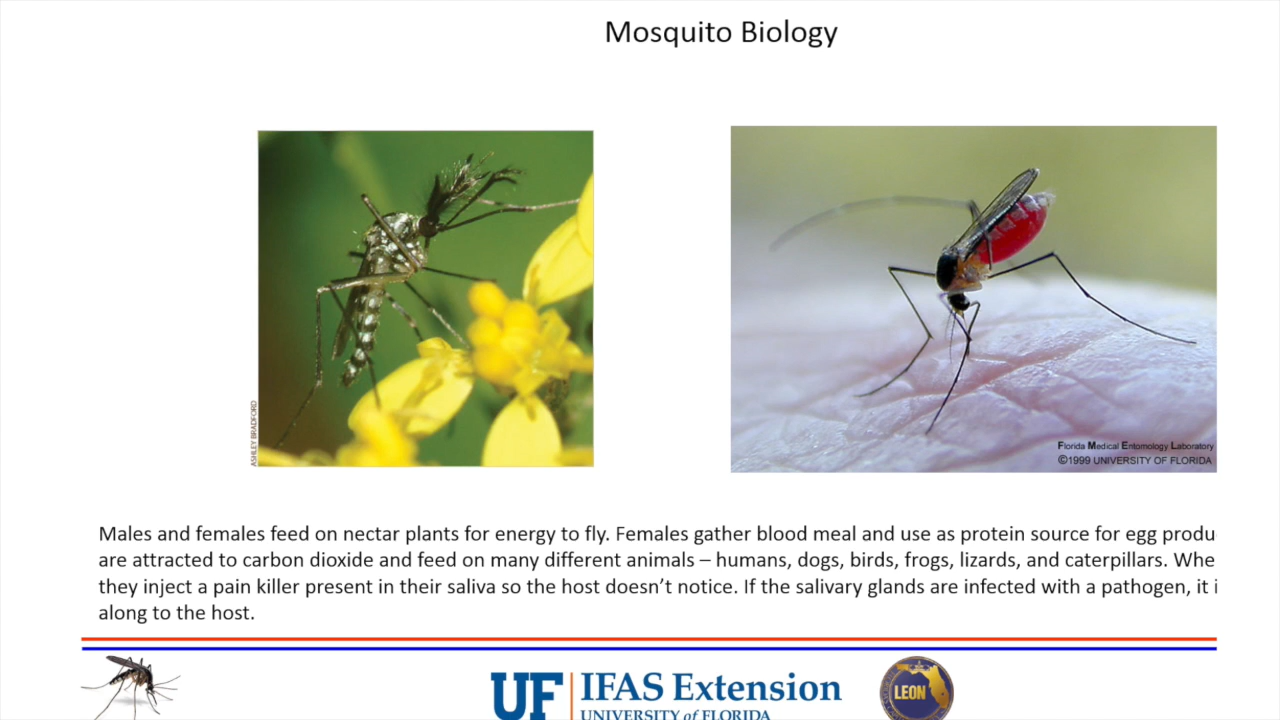 Mosquito Biology
ASHLEY BRADFORD
Florida Medical Entomology Laboratory
©1999 UNIVERSITY OF FLORIDA
Males and females feed on nectar plants for energy to fly. Females gather blood meal and use as protein source for egg produ
are attracted to carbon dioxide and feed on many different animals – humans, dogs, birds, frogs, lizards, and caterpillars. Whe
they inject a pain killer present in their saliva so the host doesn’t notice. If the salivary glands are infected with a pathogen, it i
along to the host.
UF IFAS Extension
UNIVERSITY of FLORIDA
LEON